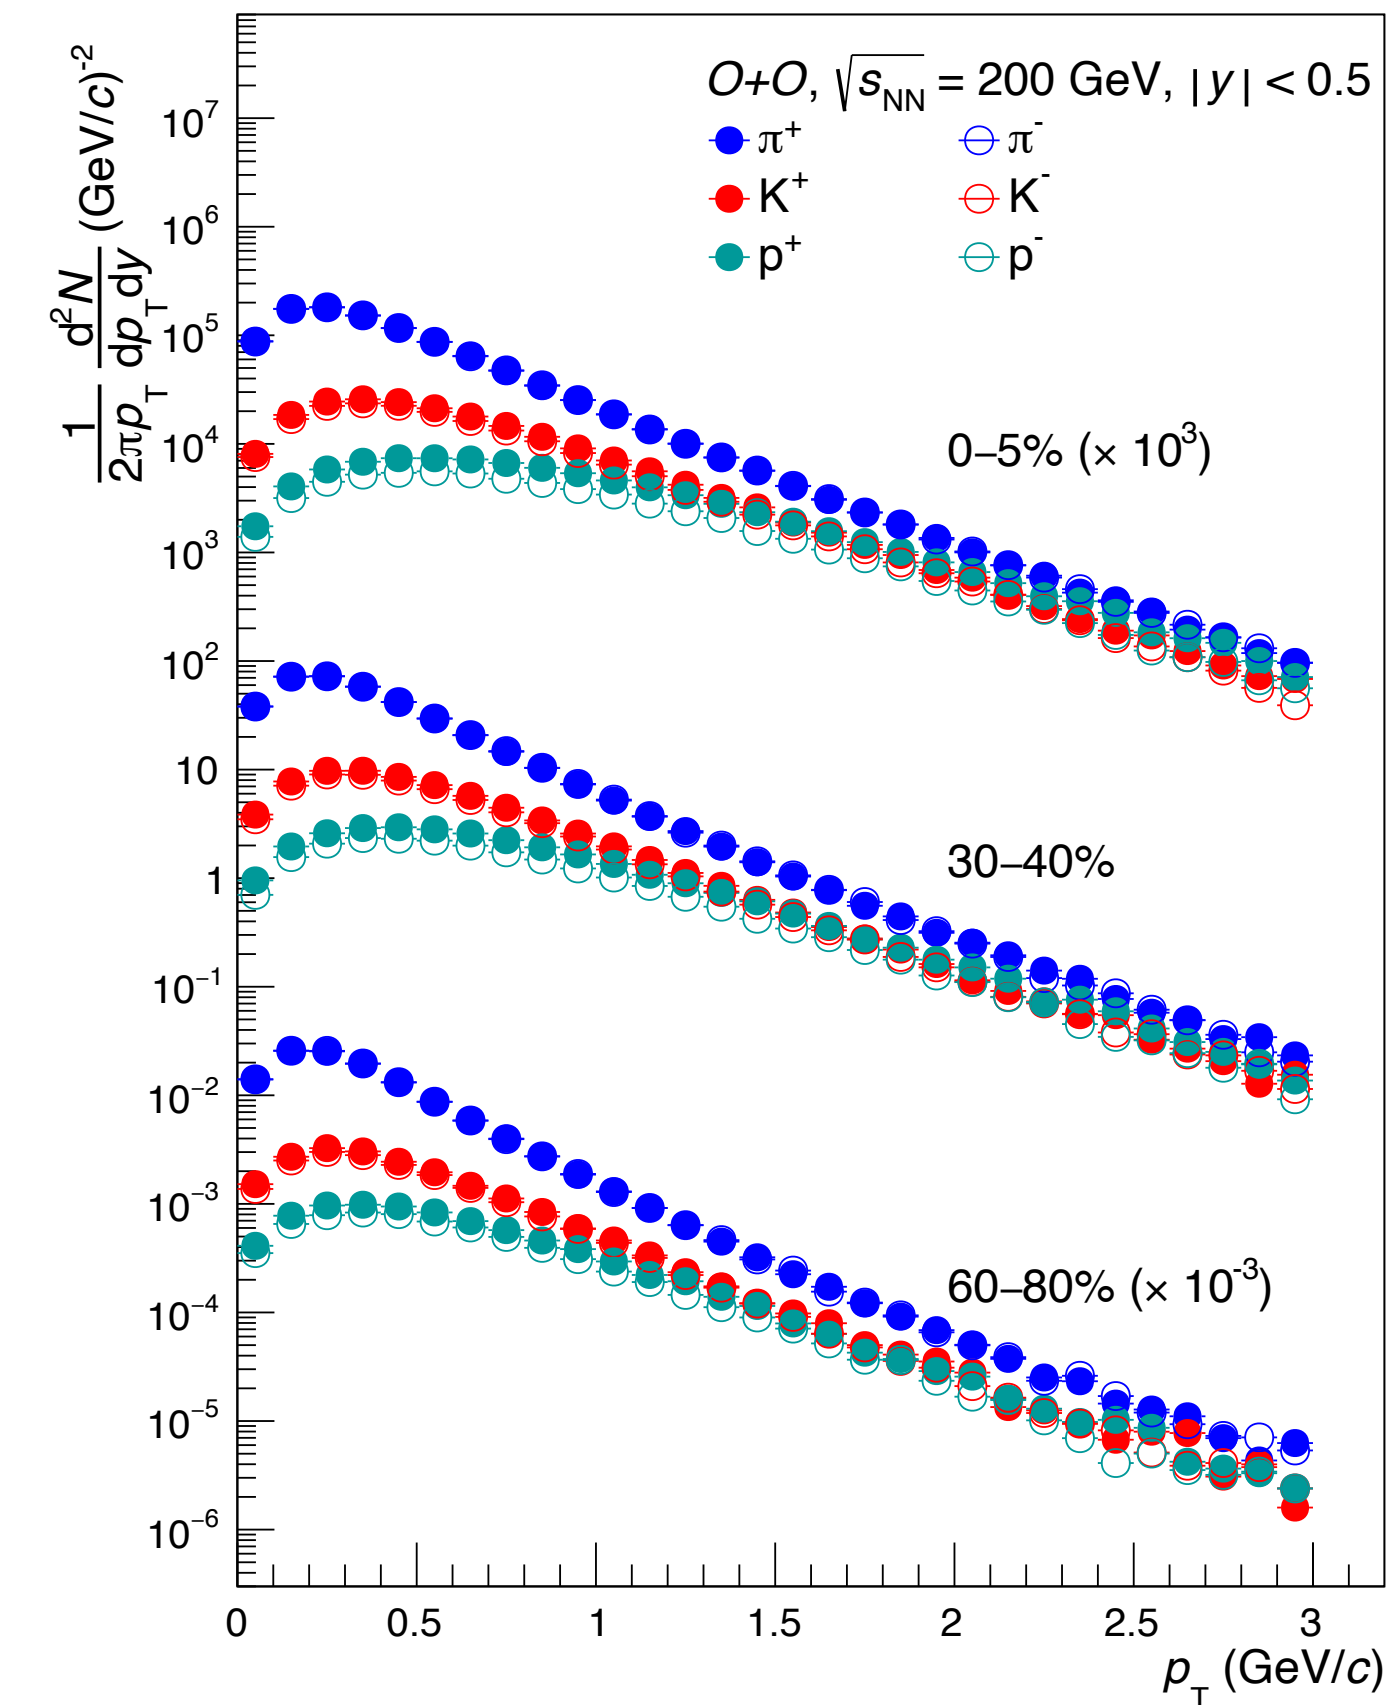 1/(2πp_T) d²N/(dp_T dy) (GeV/c)⁻²
O+O, √s_NN = 200 GeV, |y| < 0.5
π⁺ π⁻
K⁺ K⁻
p⁺ p⁻
10⁷
10⁶
10⁵
10⁴
0–5% (× 10³)
10³
10²
10
1
30–40%
10⁻¹
10⁻²
10⁻³
60–80% (× 10⁻³)
10⁻⁴
10⁻⁵
10⁻⁶
0 0.5 1 1.5 2 2.5 3
p_T (GeV/c)